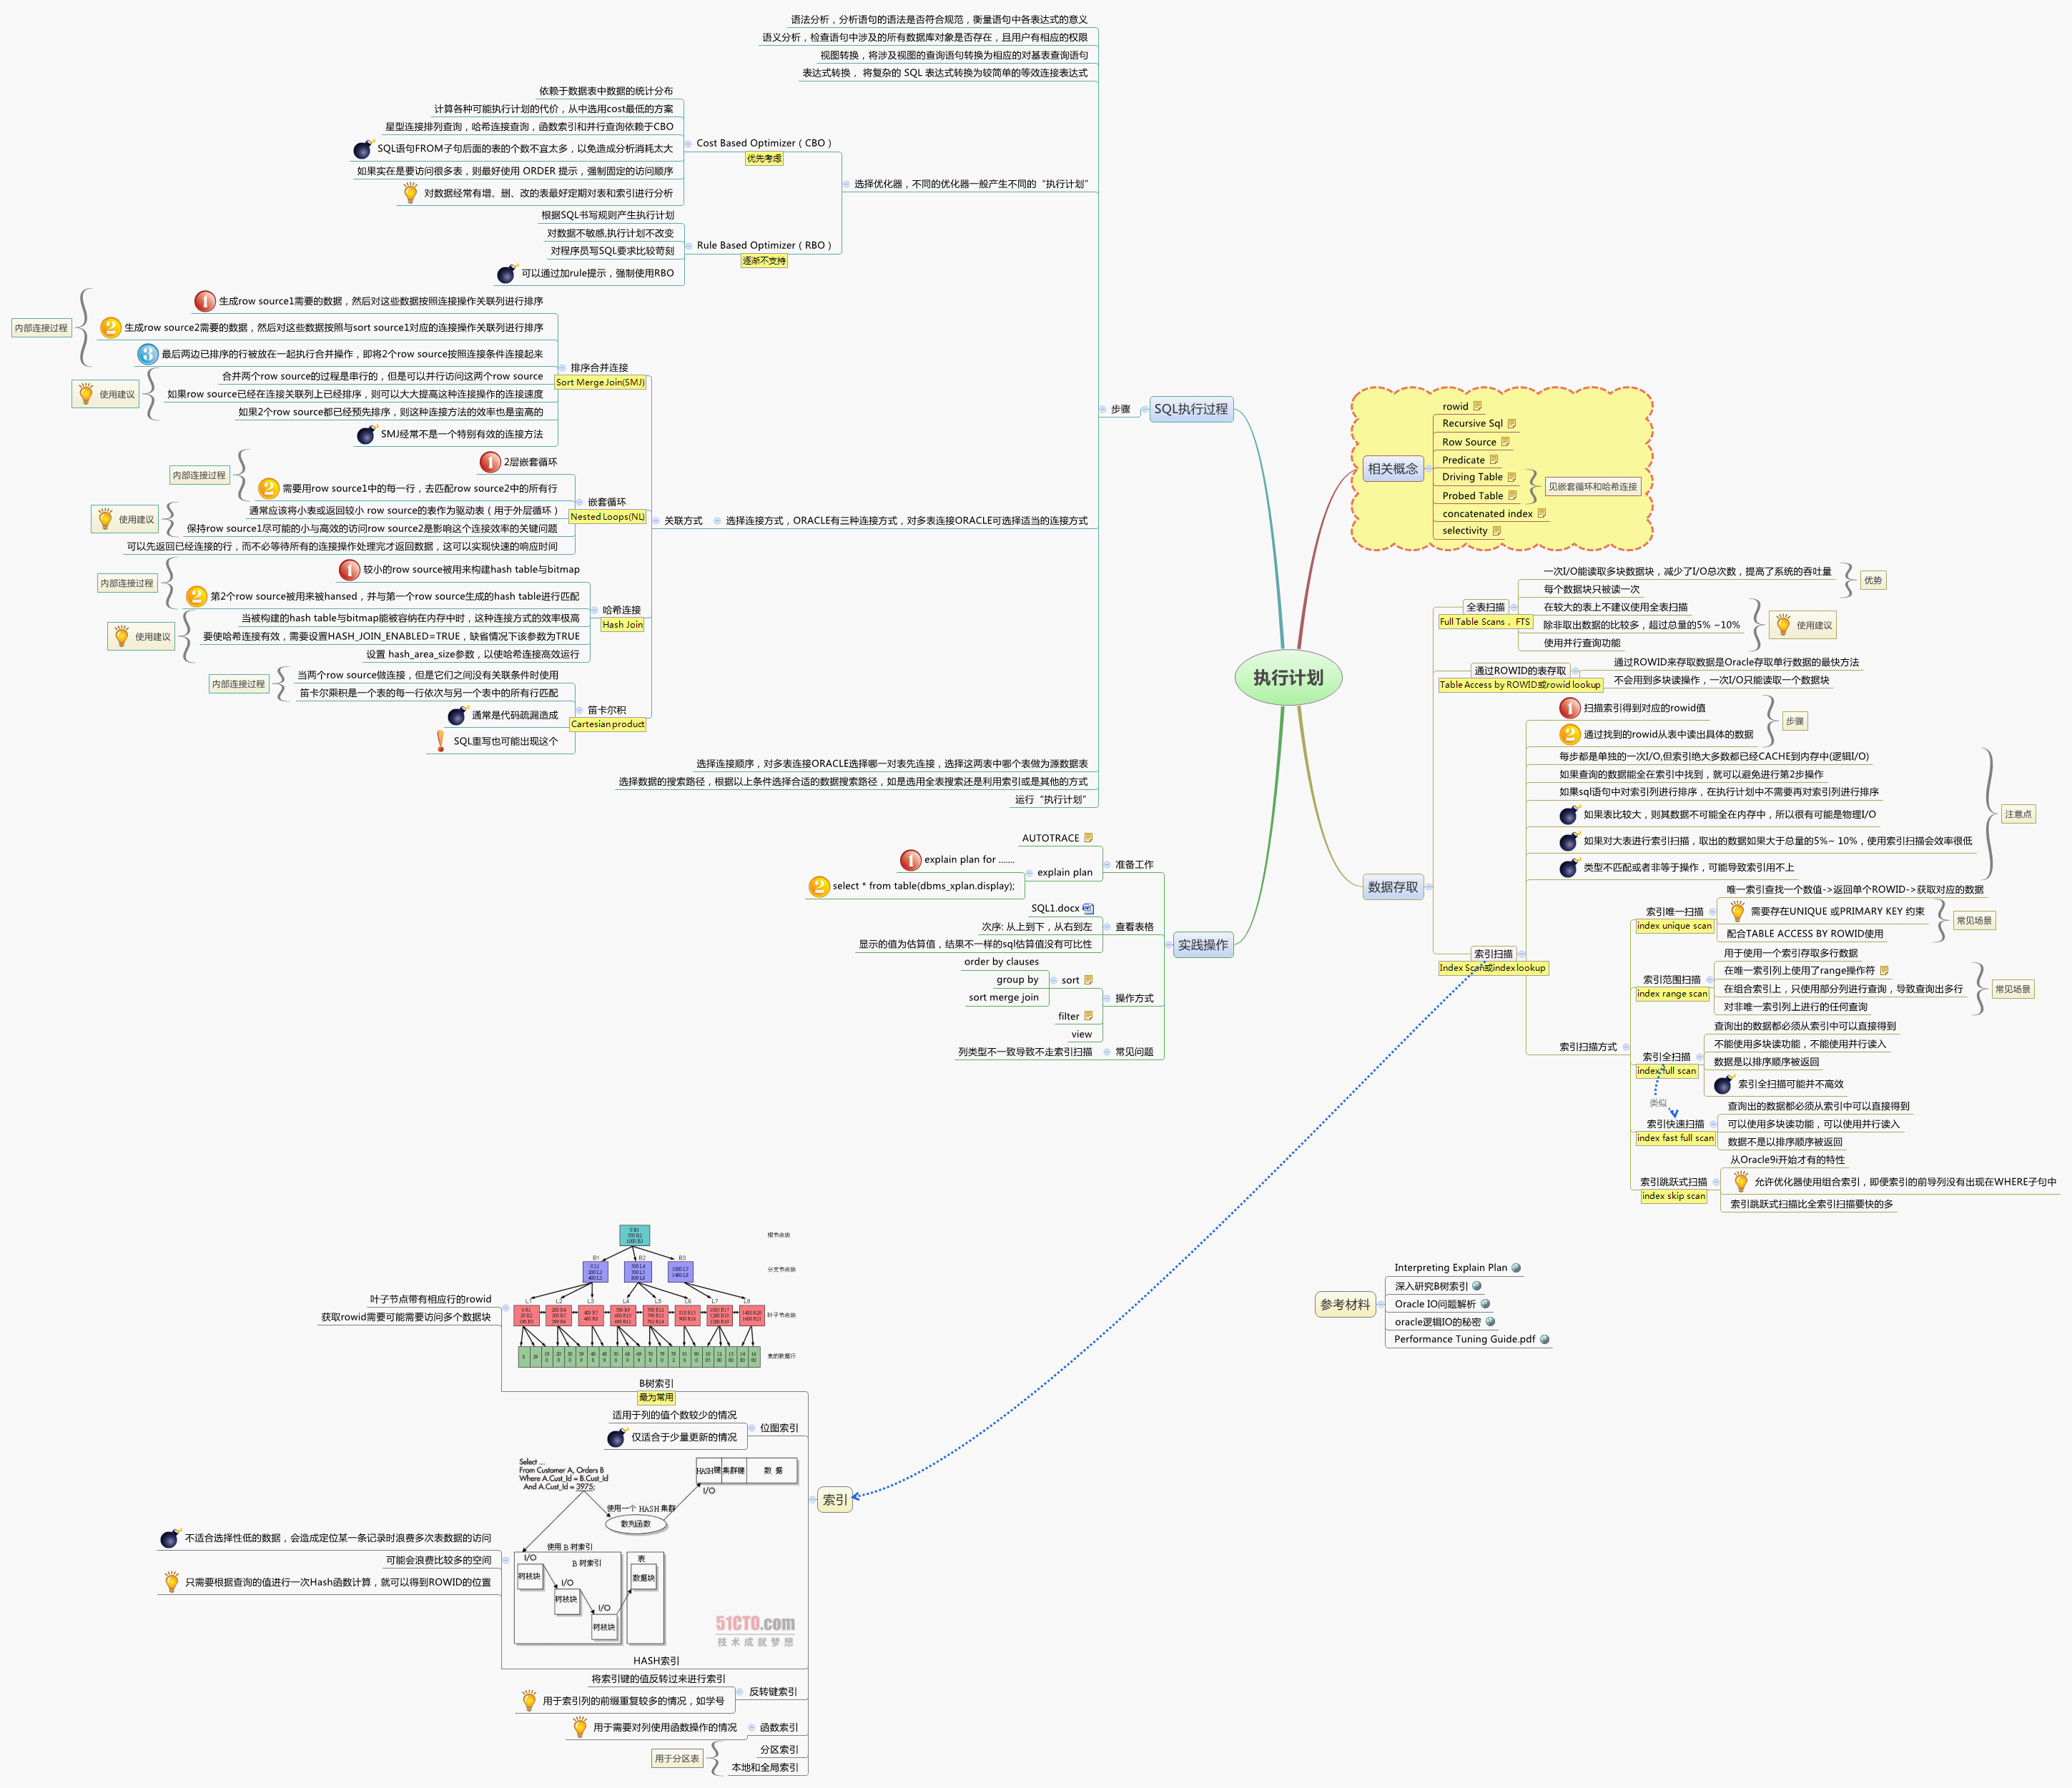 执行计划
SQL执行过程
步骤
语法分析，分析语句的语法是否符合规范，衡量语句中各表达式的意义
语义分析，检查语句中涉及的所有数据库对象是否存在，且用户有相应的权限
视图转换，将涉及视图的查询语句转换为相应的对基表查询语句
表达式转换， 将复杂的 SQL 表达式转换为较简单的等效连接表达式
选择优化器，不同的优化器一般产生不同的“执行计划”
Cost Based Optimizer ( CBO )
优先考虑
依赖于数据表中数据的统计分布
计算各种可能执行计划的代价，从中选用cost最低的方案
星型连接排列查询，哈希连接查询，函数索引和并行查询依赖于CBO
SQL语句FROM子句后面的表的个数不宜太多，以免造成分析消耗太大
如果实在是要访问很多表，则最好使用 ORDER 提示，强制固定的访问顺序
对数据经常有增、删、改的表最好定期对表和索引进行分析
Rule Based Optimizer ( RBO )
逐渐不支持
根据SQL书写规则产生执行计划
对数据不敏感,执行计划不改变
对程序员写SQL要求比较苛刻
可以通过加rule提示，强制使用RBO
选择连接方式，ORACLE有三种连接方式，对多表连接ORACLE可选择适当的连接方式
关联方式
排序合并连接
Sort Merge Join(SMJ)
内部连接过程
1 生成row source1需要的数据，然后对这些数据按照连接操作关联列进行排序
2 生成row source2需要的数据，然后对这些数据按照与sort source1对应的连接操作关联列进行排序
3 最后两边已排序的行被放在一起执行合并操作，即将2个row source按照连接条件连接起来
使用建议
合并两个row source的过程是串行的，但是可以并行访问这两个row source
如果row source已经在连接关联列上已经排序，则可以大大提高这种连接操作的连接速度
如果2个row source都已经预先排序，则这种连接方法的效率也是蛮高的
SMJ经常不是一个特别有效的连接方法
嵌套循环
Nested Loops(NL)
内部连接过程
1 2层嵌套循环
2 需要用row source1中的每一行，去匹配row source2中的所有行
使用建议
通常应该将小表或返回较小 row source的表作为驱动表 ( 用于外层循环 )
保持row source1尽可能的小与高效的访问row source2是影响这个连接效率的关键问题
可以先返回已经连接的行，而不必等待所有的连接操作处理完才返回数据，这可以实现快速的响应时间
哈希连接
Hash Join
内部连接过程
1 较小的row source被用来构建hash table与bitmap
2 第2个row source被用来被hansed，并与第一个row source生成的hash table进行匹配
使用建议
当被构建的hash table与bitmap能被容纳在内存中时，这种连接方式的效率极高
要使哈希连接有效，需要设置HASH_JOIN_ENABLED=TRUE，缺省情况下该参数为TRUE
设置 hash_area_size参数，以使哈希连接高效运行
笛卡尔积
Cartesian product
内部连接过程
当两个row source做连接，但是它们之间没有关联条件时使用
笛卡尔乘积是一个表的每一行依次与另一个表中的所有行匹配
通常是代码疏漏造成
SQL重写也可能出现这个
选择连接顺序，对多表连接ORACLE选择哪一对表先连接，选择这两表中哪个表做为源数据表
选择数据的搜索路径，根据以上条件选择合适的数据搜索路径，如是选用全表搜索还是利用索引或是其他的方式
运行“执行计划”
相关概念
rowid
Recursive Sql
Row Source
Predicate
Driving Table
Probed Table
见嵌套循环和哈希连接
concatenated index
selectivity
数据存取
全表扫描
Full Table Scans， FTS
一次I/O能读取多块数据块，减少了I/O总次数，提高了系统的吞吐量
每个数据块只被读一次
优势
在较大的表上不建议使用全表扫描
除非取出数据的比较多，超过总量的5% ~10%
使用并行查询功能
使用建议
通过ROWID的表存取
Table Access by ROWID或rowid lookup
通过ROWID来存取数据是Oracle存取单行数据的最快方法
不会用到多块读操作，一次I/O只能读取一个数据块
索引扫描
Index Scan或index lookup
1 扫描索引得到对应的rowid值
2 通过找到的rowid从表中读出具体的数据
步骤
每步都是单独的一次I/O,但索引绝大多数都已经CACHE到内存中(逻辑I/O)
如果查询的数据能全在索引中找到，就可以避免进行第2步操作
如果sql语句中对索引列进行排序，在执行计划中不需要再对索引列进行排序
如果表比较大，则其数据不可能全在内存中，所以很有可能是物理I/O
如果对大表进行索引扫描，取出的数据如果大于总量的5%~ 10%，使用索引扫描会效率很低
类型不匹配或者非等于操作，可能导致索引用不上
注意点
索引扫描方式
索引唯一扫描
index unique scan
唯一索引查找一个数值->返回单个ROWID->获取对应的数据
需要存在UNIQUE 或PRIMARY KEY 约束
配合TABLE ACCESS BY ROWID使用
常见场景
索引范围扫描
index range scan
用于使用一个索引存取多行数据
在唯一索引列上使用了range操作符
在组合索引上，只使用部分列进行查询，导致查询出多行
对非唯一索引列上进行的任何查询
常见场景
索引全扫描
index full scan
查询出的数据都必须从索引中可以直接得到
不能使用多块读功能，不能使用并行读入
数据是以排序顺序被返回
索引全扫描可能并不高效
类似
索引快速扫描
index fast full scan
查询出的数据都必须从索引中可以直接得到
可以使用多块读功能，可以使用并行读入
数据不是以排序顺序被返回
索引跳跃式扫描
index skip scan
从Oracle9i开始才有的特性
允许优化器使用组合索引，即便索引的前导列没有出现在WHERE子句中
索引跳跃式扫描比全索引扫描要快的多
实践操作
准备工作
AUTOTRACE
explain plan
1 explain plan for .......
2 select * from table(dbms_xplan.display);
查看表格
SQL1.docx
次序: 从上到下，从右到左
显示的值为估算值，结果不一样的sql估算值没有可比性
操作方式
sort
order by clauses
group by
sort merge join
filter
view
常见问题
列类型不一致导致不走索引扫描
参考材料
Interpreting Explain Plan
深入研究B树索引
Oracle IO问题解析
oracle逻辑IO的秘密
Performance Tuning Guide.pdf
索引
B树索引
最为常用
叶子节点带有相应行的rowid
获取rowid需要可能需要访问多个数据块
根节点块
B1 B2 B3
分支节点块
L1 L2 L3 L4 L5 L6 L7 L8
叶子节点块
表的数据行
位图索引
适用于列的值个数较少的情况
仅适合于少量更新的情况
HASH索引
Select ...
From Customer A, Orders B
Where A.Cust_Id = B.Cust_Id
And A.Cust_Id = 3975;
HASH键 集群键 数 据
I/O
使用一个 HASH 集群
散列函数
使用 B 树索引
I/O
B 树索引
树枝块
I/O
树枝块
I/O
树枝块
表
数据块
51CTO.com
技术成就梦想
不适合选择性低的数据，会造成定位某一条记录时浪费多次表数据的访问
可能会浪费比较多的空间
只需要根据查询的值进行一次Hash函数计算，就可以得到ROWID的位置
反转键索引
将索引键的值反转过来进行索引
用于索引列的前缀重复较多的情况，如学号
函数索引
用于需要对列使用函数操作的情况
分区索引
本地和全局索引
用于分区表